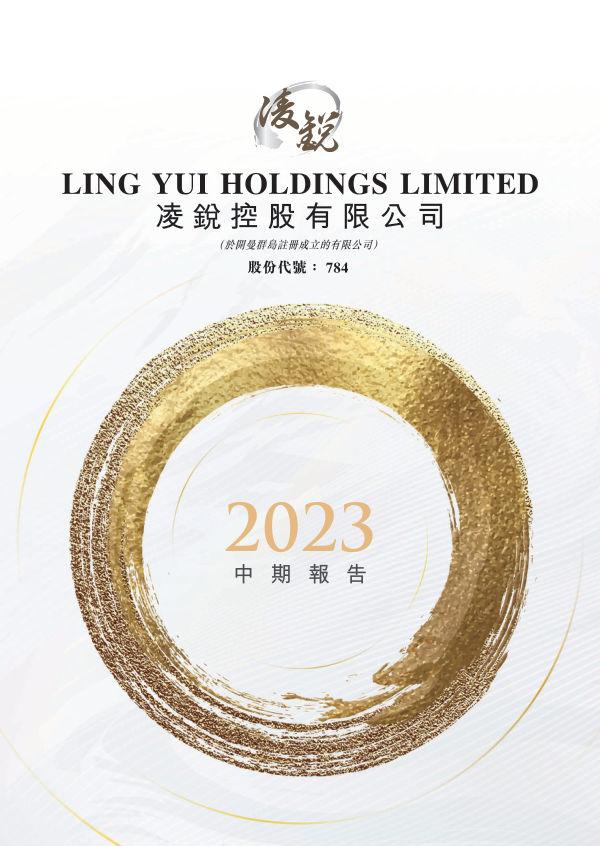 凌銳
LING YUI HOLDINGS LIMITED
凌銳控股有限公司
（於開曼群島註冊成立的有限公司）
股份代號：784
2023
中期報告